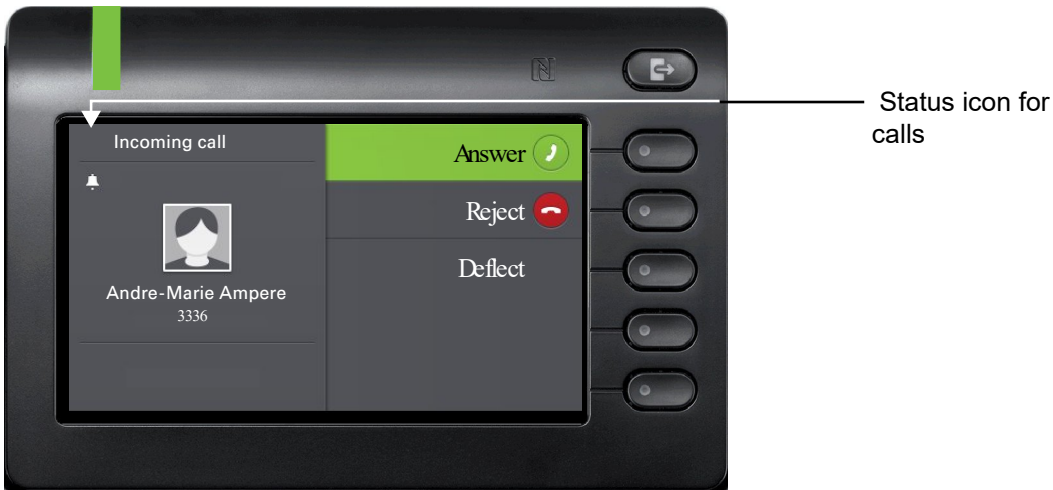 Incoming call
Answer
Reject
Deflect
Andre-Marie Ampere
3336
Status icon for
calls